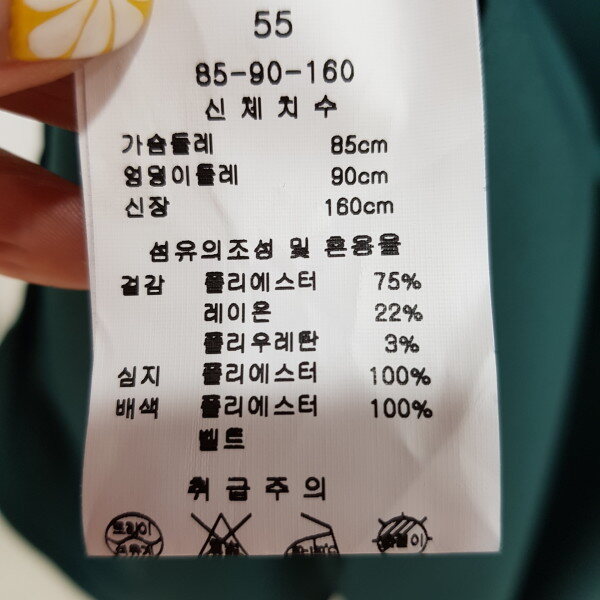 55
85-90-160
신체치수
가슴둘레 85cm
엉덩이둘레 90cm
신장 160cm
섬유의조성 및 혼용율
겉감 폴리에스터 75%
레이온 22%
폴리우레탄 3%
심지 폴리에스터 100%
배색 폴리에스터 100%
벨트
취급주의
드라이